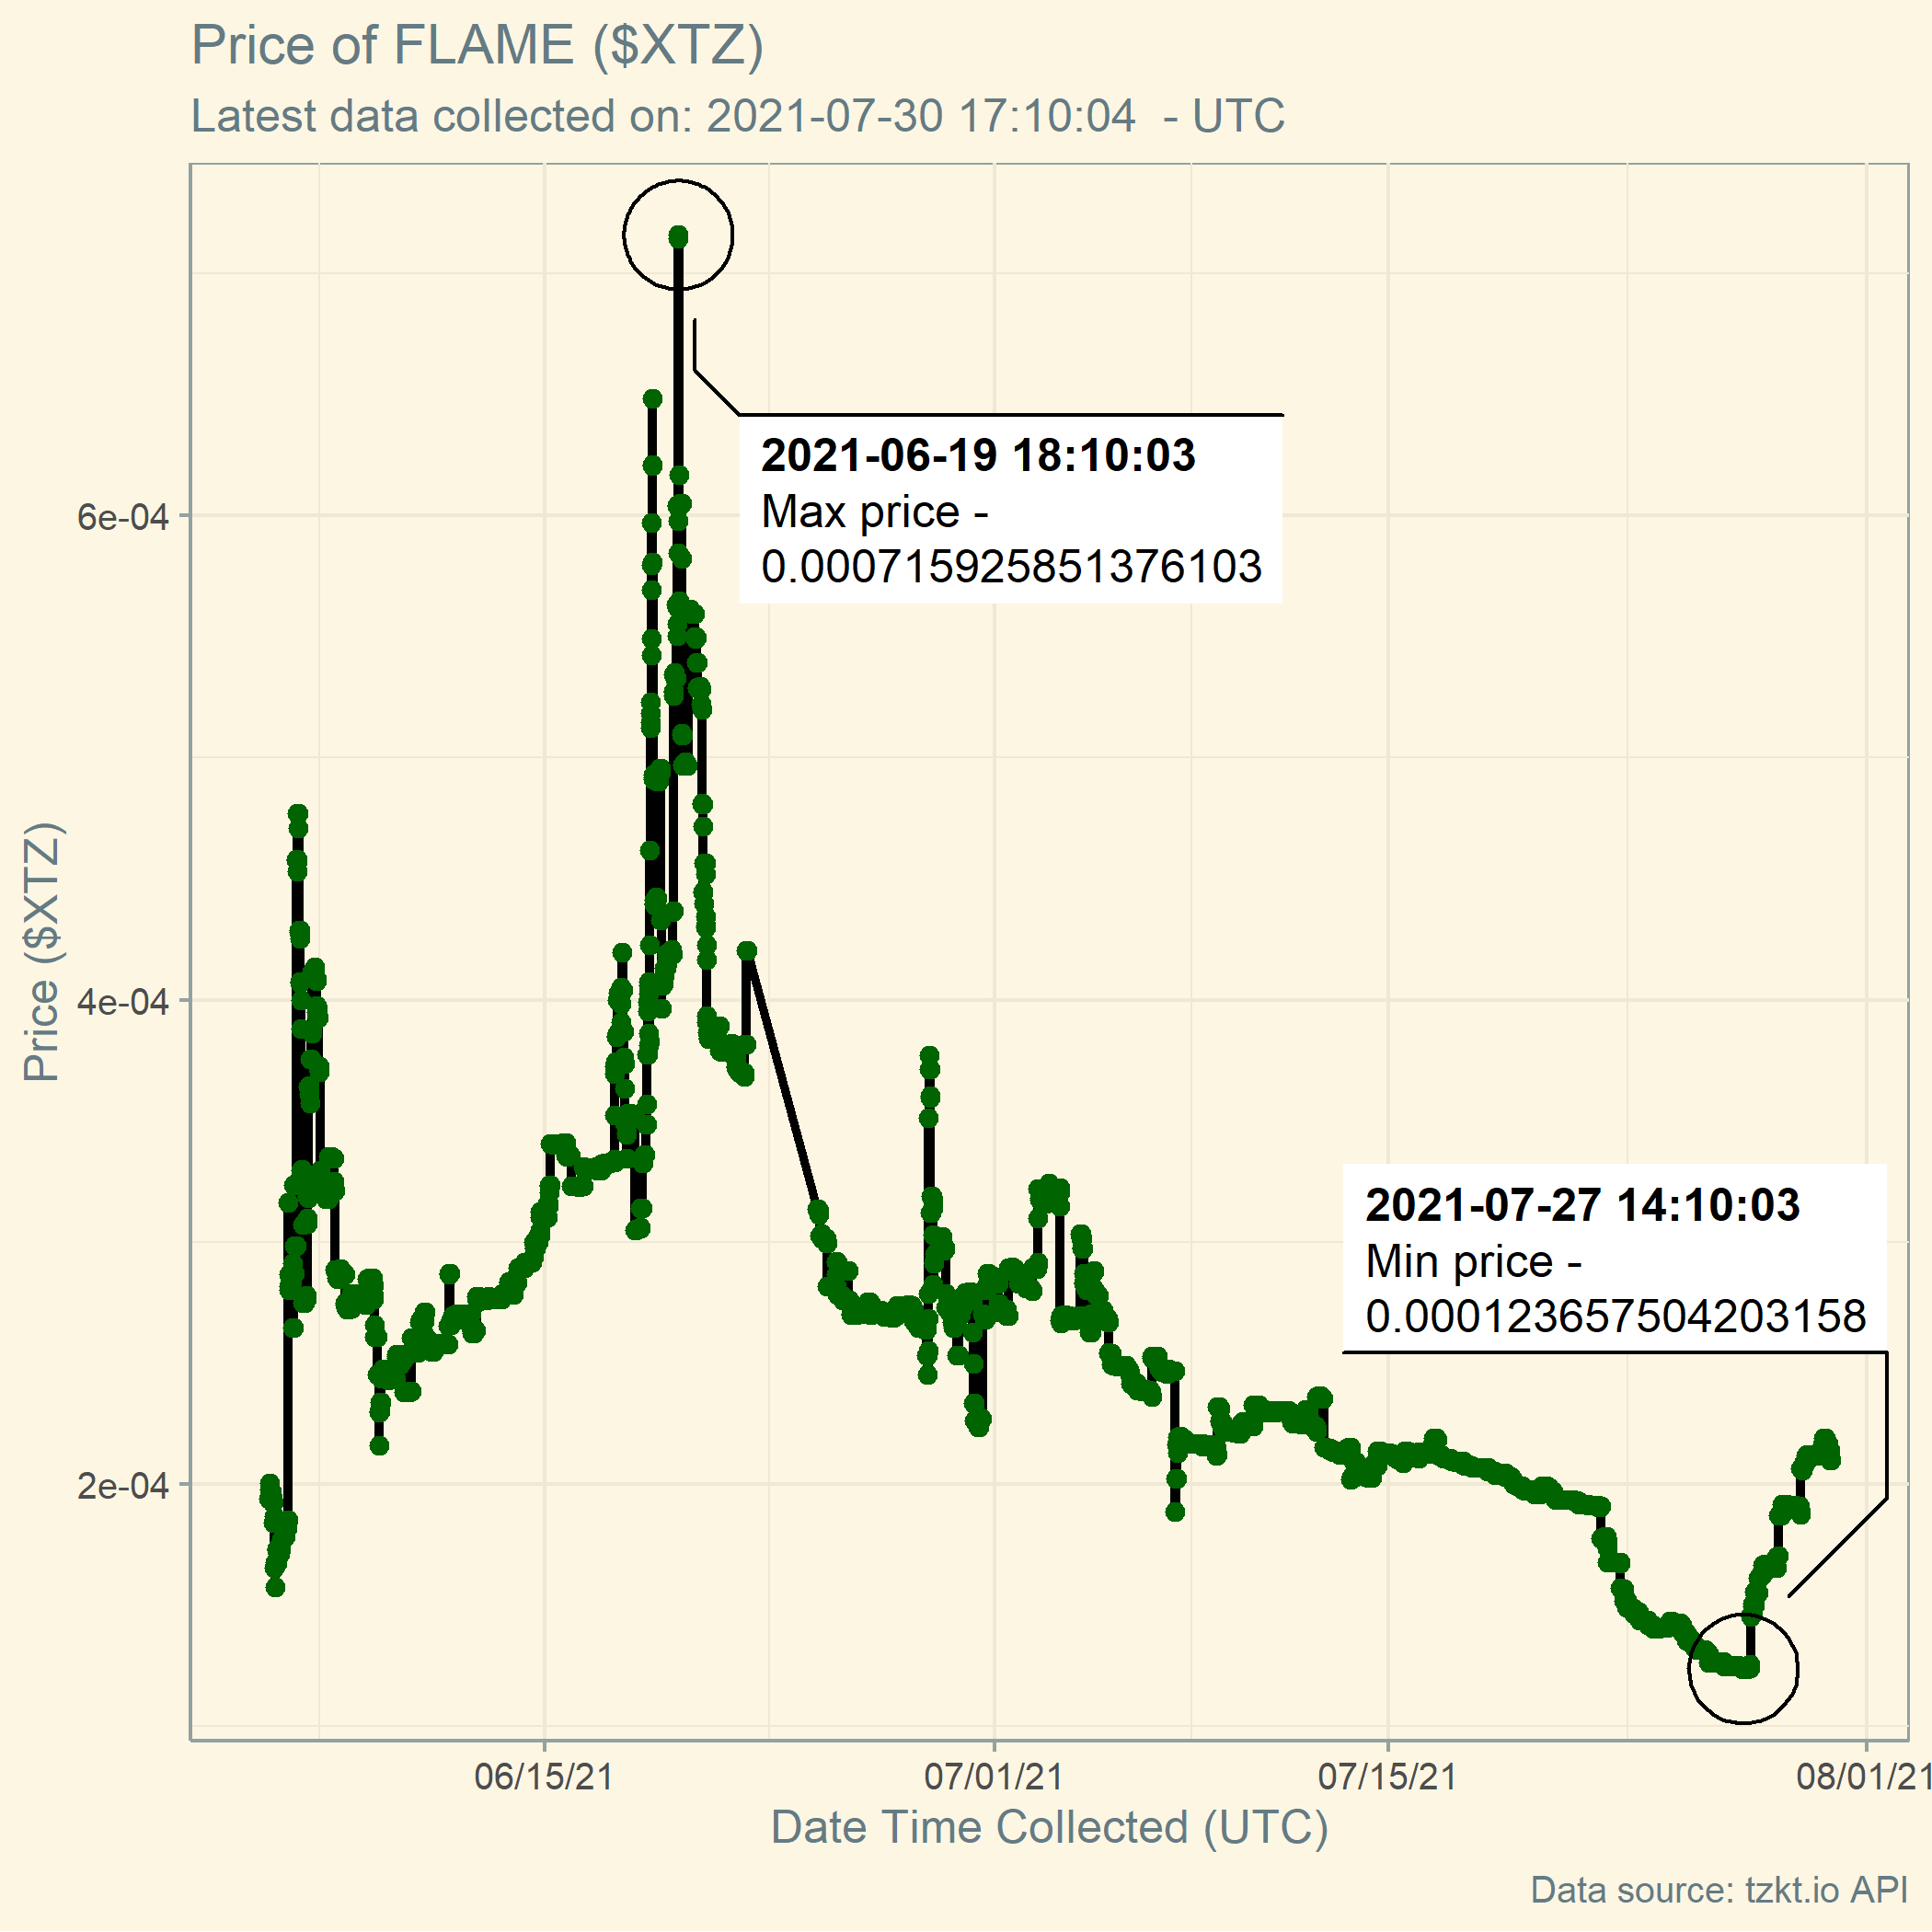 Price of FLAME ($XTZ)
Latest data collected on: 2021-07-30 17:10:04  - UTC
2021-06-19 18:10:03
Max price -
0.000715925851376103
6e-04
4e-04
2e-04
Price ($XTZ)
2021-07-27 14:10:03
Min price -
0.000123657504203158
06/15/21
07/01/21
07/15/21
08/01/21
Date Time Collected (UTC)
Data source: tzkt.io API